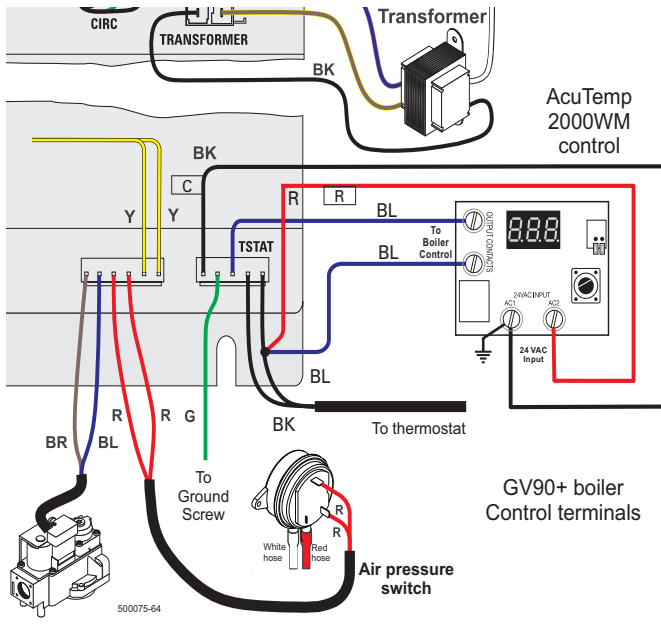 CIRC
TRANSFORMER
Transformer
BK
AcuTemp
2000WM
control
BK
C
R
R
BL
Y
Y
TSTAT
To
Boiler
Control
OUTPUT CONTACTS
BL
24VAC INPUT
AC1
AC2
24 VAC
Input
BL
R
R
G
BR
BL
BK
To thermostat
To
Ground
Screw
GV90+ boiler
Control terminals
R
R
White
hose
Red
hose
Air pressure
switch
500075-64